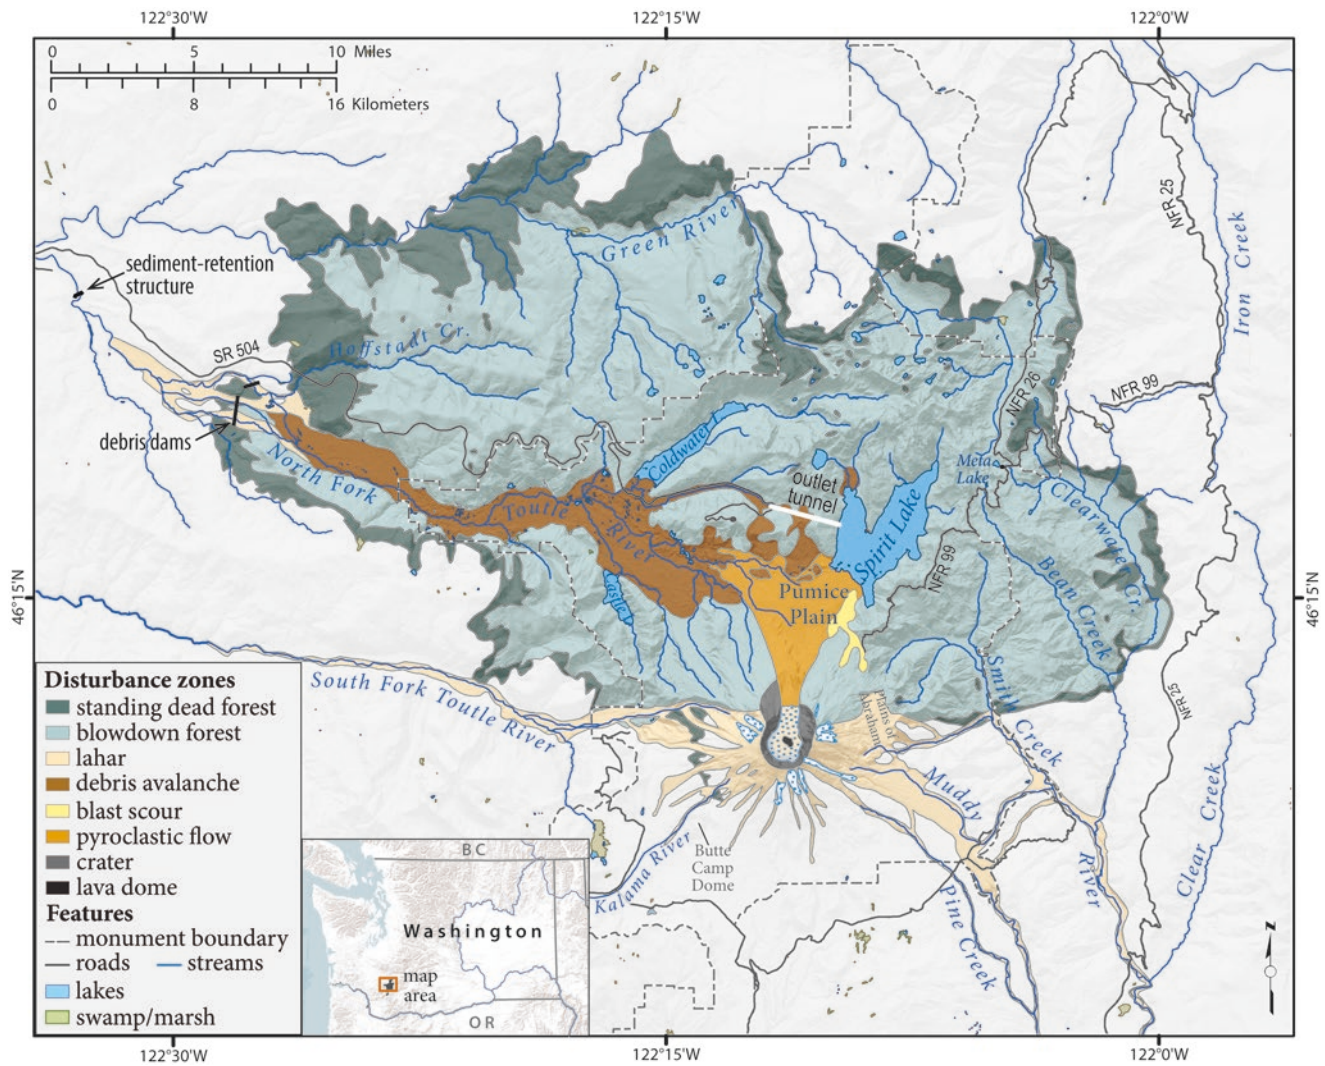 122°30'W
122°15'W
122°0'W
0 5 10 Miles
0 8 16 Kilometers
NFR 25
Iron Creek
Green River
sediment-retention
structure
SR 504
Hoffstadt Cr.
NFR 26
NFR 99
debris dams
North Fork
Toutle
River
Coldwater
outlet
tunnel
Spirit Lake
Meta
Lake
Clearwater Cr.
Bean Creek
NFR 99
Castle
Pumice
Plain
46°15'N
46°15'N
South Fork Toutle River
Plains of
Abraham
Smith Creek
NFR 25
Muddy
River
Clear Creek
Pine Creek
Kalama River
Butte
Camp
Dome
Disturbance zones
standing dead forest
blowdown forest
lahar
debris avalanche
blast scour
pyroclastic flow
crater
lava dome
Features
monument boundary
roads streams
lakes
swamp/marsh
BC
Washington
map
area
OR
N
122°30'W
122°15'W
122°0'W